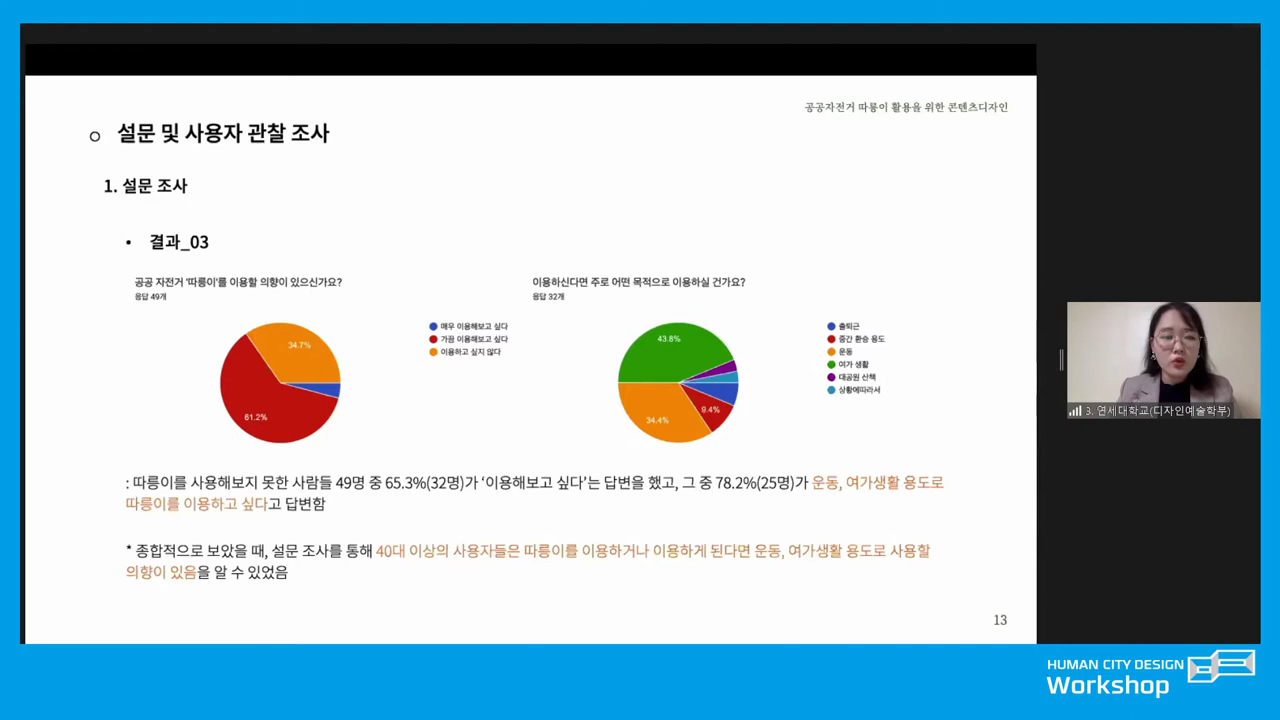 공공자전거 따릉이 활용을 위한 콘텐츠디자인
설문 및 사용자 관찰 조사
1. 설문 조사
• 결과_03
공공 자전거 '따릉이'를 이용할 의향이 있으신가요?
응답 49개
34.7%
61.2%
매우 이용해보고 싶다
가끔 이용해보고 싶다
이용하고 싶지 않다
이용하신다면 주로 어떤 목적으로 이용하실 건가요?
응답 32개
43.8%
9.4%
34.4%
출퇴근
중간 환승 용도
운동
여가 생활
대공원 산책
상황에따라서
: 따릉이를 사용해보지 못한 사람들 49명 중 65.3%(32명)가 ‘이용해보고 싶다’는 답변을 했고, 그 중 78.2%(25명)가 운동, 여가생활 용도로
따릉이를 이용하고 싶다고 답변함
* 종합적으로 보았을 때, 설문 조사를 통해 40대 이상의 사용자들은 따릉이를 이용하거나 이용하게 된다면 운동, 여가생활 용도로 사용할
의향이 있음을 알 수 있었음
13
3. 연세대학교(디자인예술학부)
HUMAN CITY DESIGN
Workshop